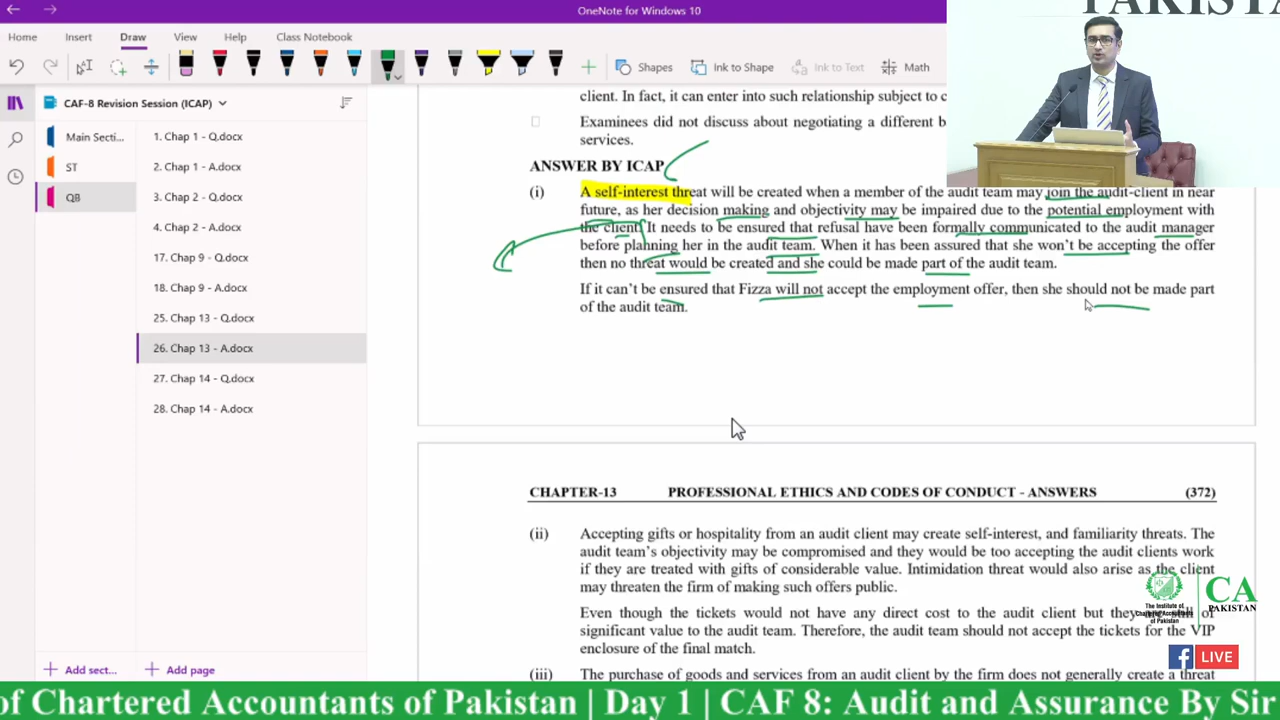 OneNote for Windows 10
PAKISTA
Home
Insert
Draw
View
Help
Class Notebook
Shapes
Ink to Shape
Ink to Text
Math
CAF-8 Revision Session (ICAP)
Main Secti...
ST
QB
1. Chap 1 - Q.docx
2. Chap 1 - A.docx
3. Chap 2 - Q.docx
4. Chap 2 - A.docx
17. Chap 9 - Q.docx
18. Chap 9 - A.docx
25. Chap 13 - Q.docx
26. Chap 13 - A.docx
27. Chap 14 - Q.docx
28. Chap 14 - A.docx
Add sect...
Add page
client. In fact, it can enter into such relationship subject to c
Examinees did not discuss about negotiating a different b
services.
ANSWER BY ICAP
(i) A self-interest threat will be created when a member of the audit team may join the audit-client in near
future, as her decision making and objectivity may be impaired due to the potential employment with
the client. It needs to be ensured that refusal have been formally communicated to the audit manager
before planning her in the audit team. When it has been assured that she won't be accepting the offer
then no threat would be created and she could be made part of the audit team.
If it can't be ensured that Fizza will not accept the employment offer, then she should not be made part
of the audit team.
CHAPTER-13 PROFESSIONAL ETHICS AND CODES OF CONDUCT - ANSWERS (372)
(ii) Accepting gifts or hospitality from an audit client may create self-interest, and familiarity threats. The
audit team's objectivity may be compromised and they would be too accepting the audit clients work
if they are treated with gifts of considerable value. Intimidation threat would also arise as the client
may threaten the firm of making such offers public.
Even though the tickets would not have any direct cost to the audit client but they are still of
significant value to the audit team. Therefore, the audit team should not accept the tickets for the VIP
enclosure of the final match.
(iii) The purchase of goods and services from an audit client by the firm does not generally create a threat
The Institute of
Chartered Accountants
of Pakistan
CA
PAKISTAN
LIVE
of Chartered Accountants of Pakistan | Day 1 | CAF 8: Audit and Assurance By Sir